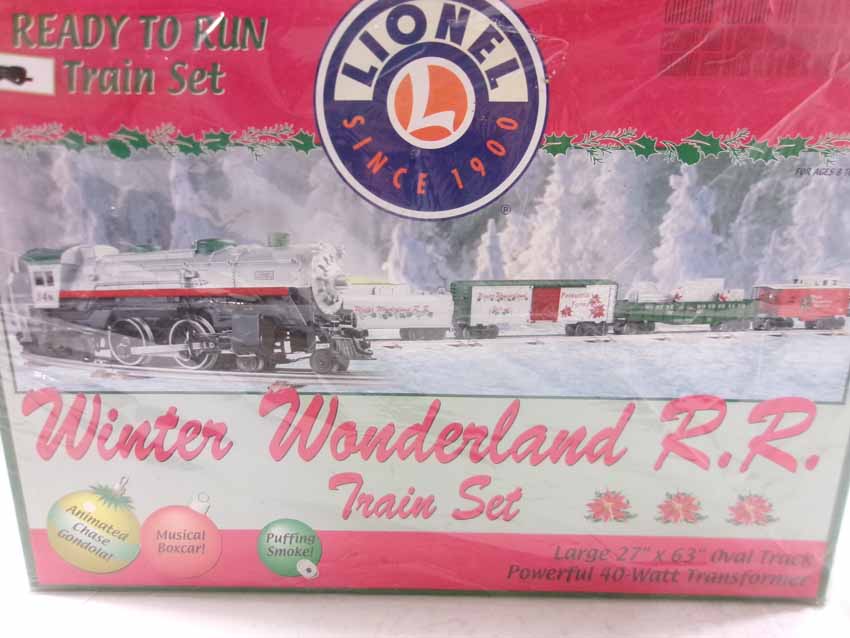 READY TO RUN
Train Set
LIONEL
L
SINCE 1900
®
FOR AGES 8
Winter Wonderland R.R.
Train Set
Animated
Chase
Gondola!
Musical
Boxcar!
Puffing
Smoke!
Large 27" x 63" Oval Track
Powerful 40-Watt Transformer